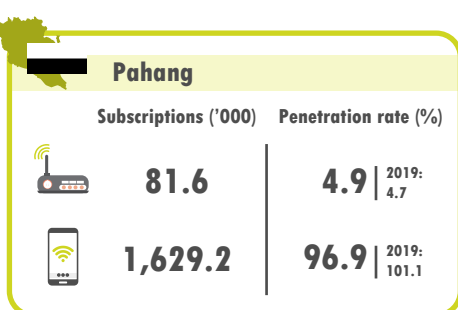 Pahang
Subscriptions ('000) Penetration rate (%)
81.6 4.9 2019: 4.7
1,629.2 96.9 2019: 101.1